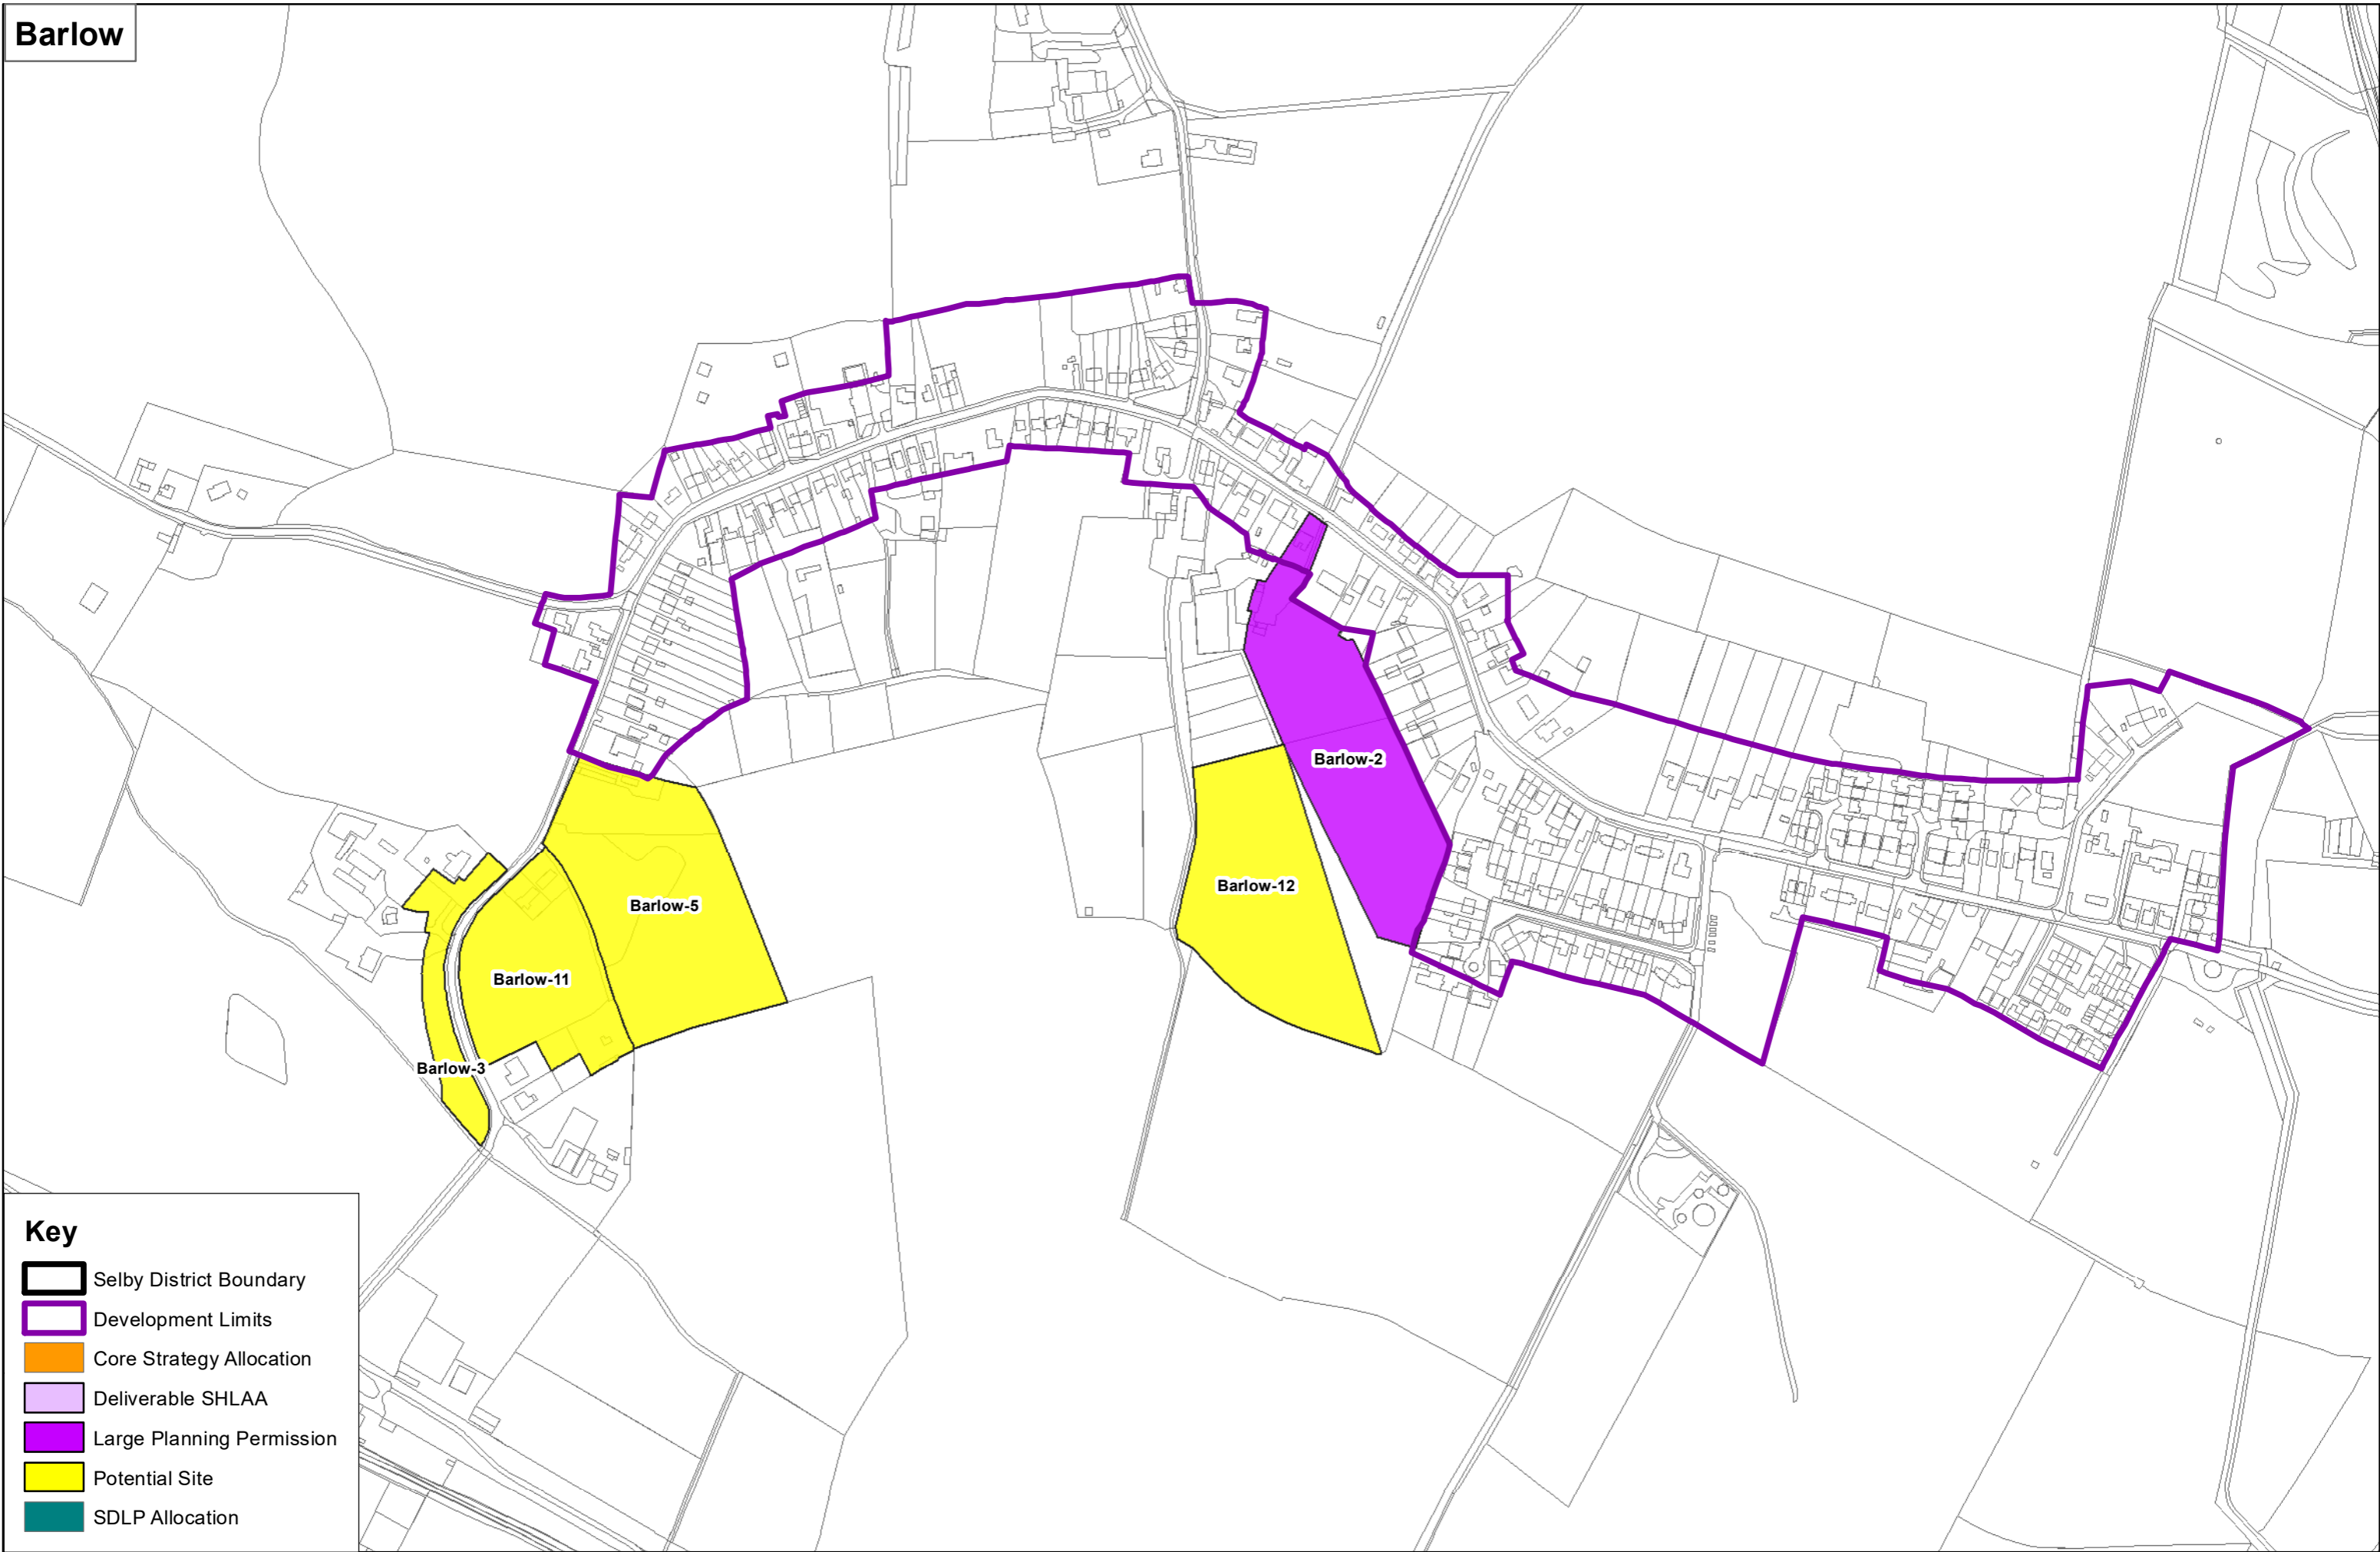 Barlow
Barlow-2
Barlow-12
Barlow-5
Barlow-11
Barlow-3
Key
Selby District Boundary
Development Limits
Core Strategy Allocation
Deliverable SHLAA
Large Planning Permission
Potential Site
SDLP Allocation